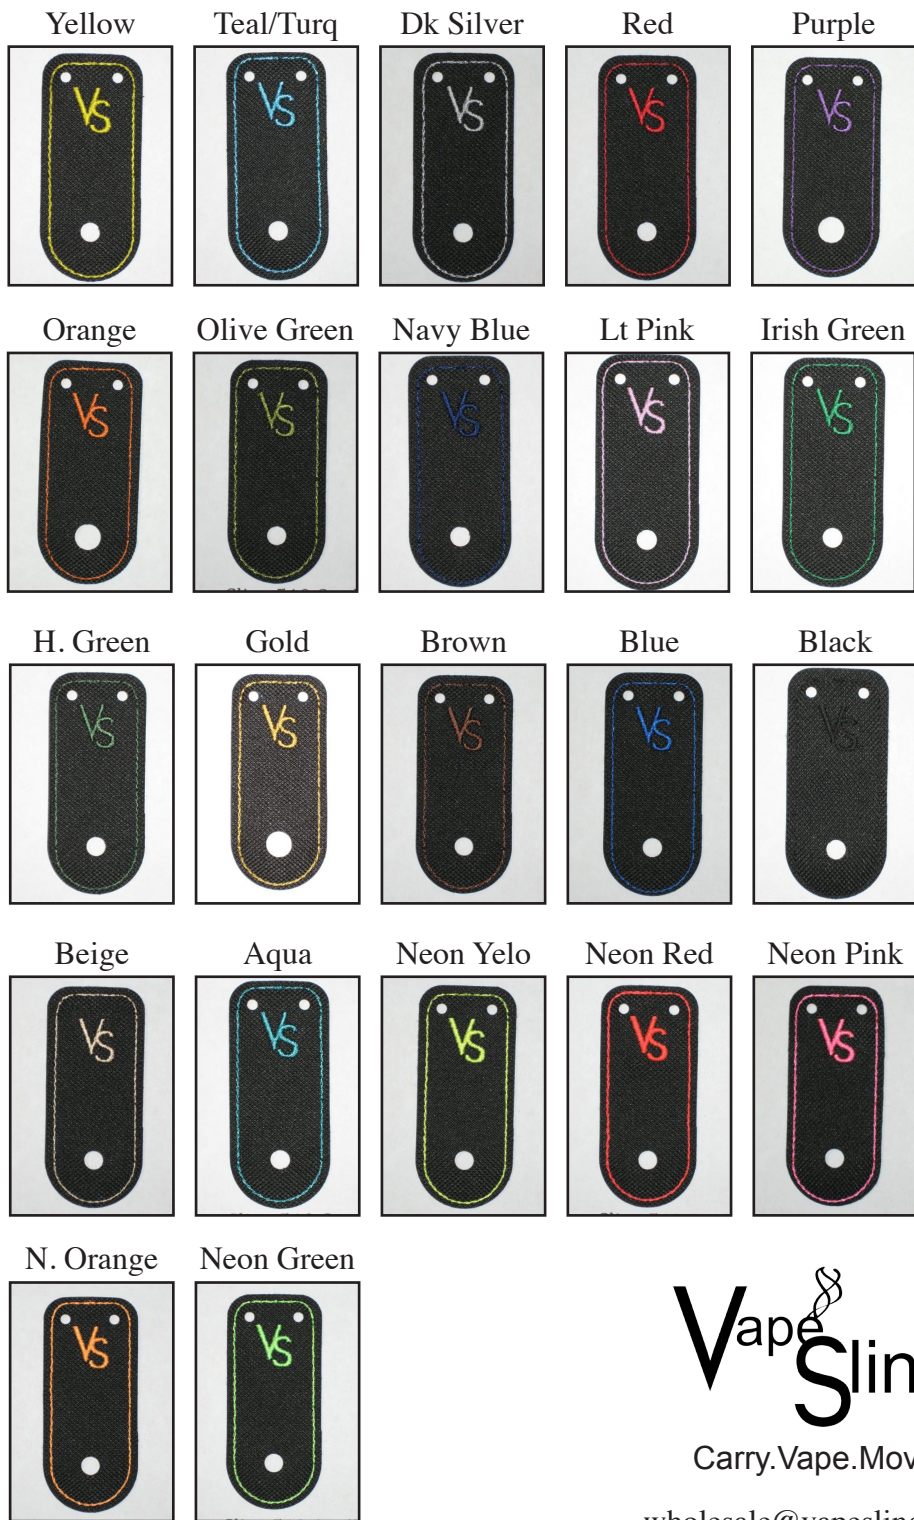 Yellow Teal/Turq Dk Silver Red Purple
VS VS VS VS VS
Orange Olive Green Navy Blue Lt Pink Irish Green
VS VS VS VS VS
H. Green Gold Brown Blue Black
VS VS VS VS VS
Beige Aqua Neon Yelo Neon Red Neon Pink
VS VS VS VS VS
N. Orange Neon Green
VS VS
Vape
Slin
Carry.Vape.Mov